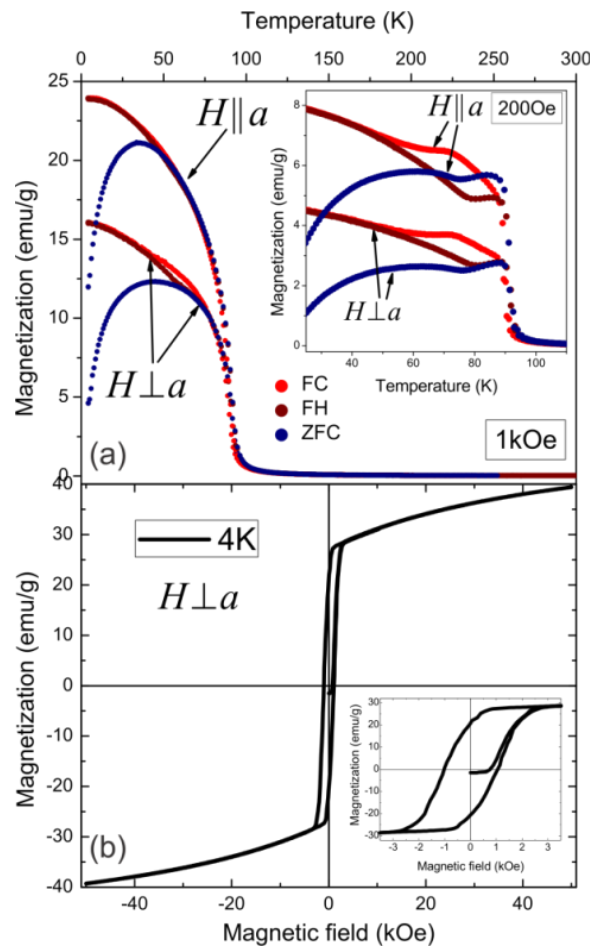 Temperature (K)
0 50 100 150 200 250 300
Magnetization (emu/g)
25
20
15
10
5
0
H||a
H⊥a
(a)
FC
FH
ZFC
1kOe
200Oe
H||a
H⊥a
Magnetization (emu/g)
8
6
4
2
0
40 60 80 100
Temperature (K)
Magnetization (emu/g)
40
30
20
10
0
-10
-20
-30
-40
4K
H⊥a
(b)
Magnetization (emu/g)
30
20
10
0
-10
-20
-30
-3 -2 -1 0 1 2 3
Magnetic field (kOe)
-40 -20 0 20 40
Magnetic field (kOe)